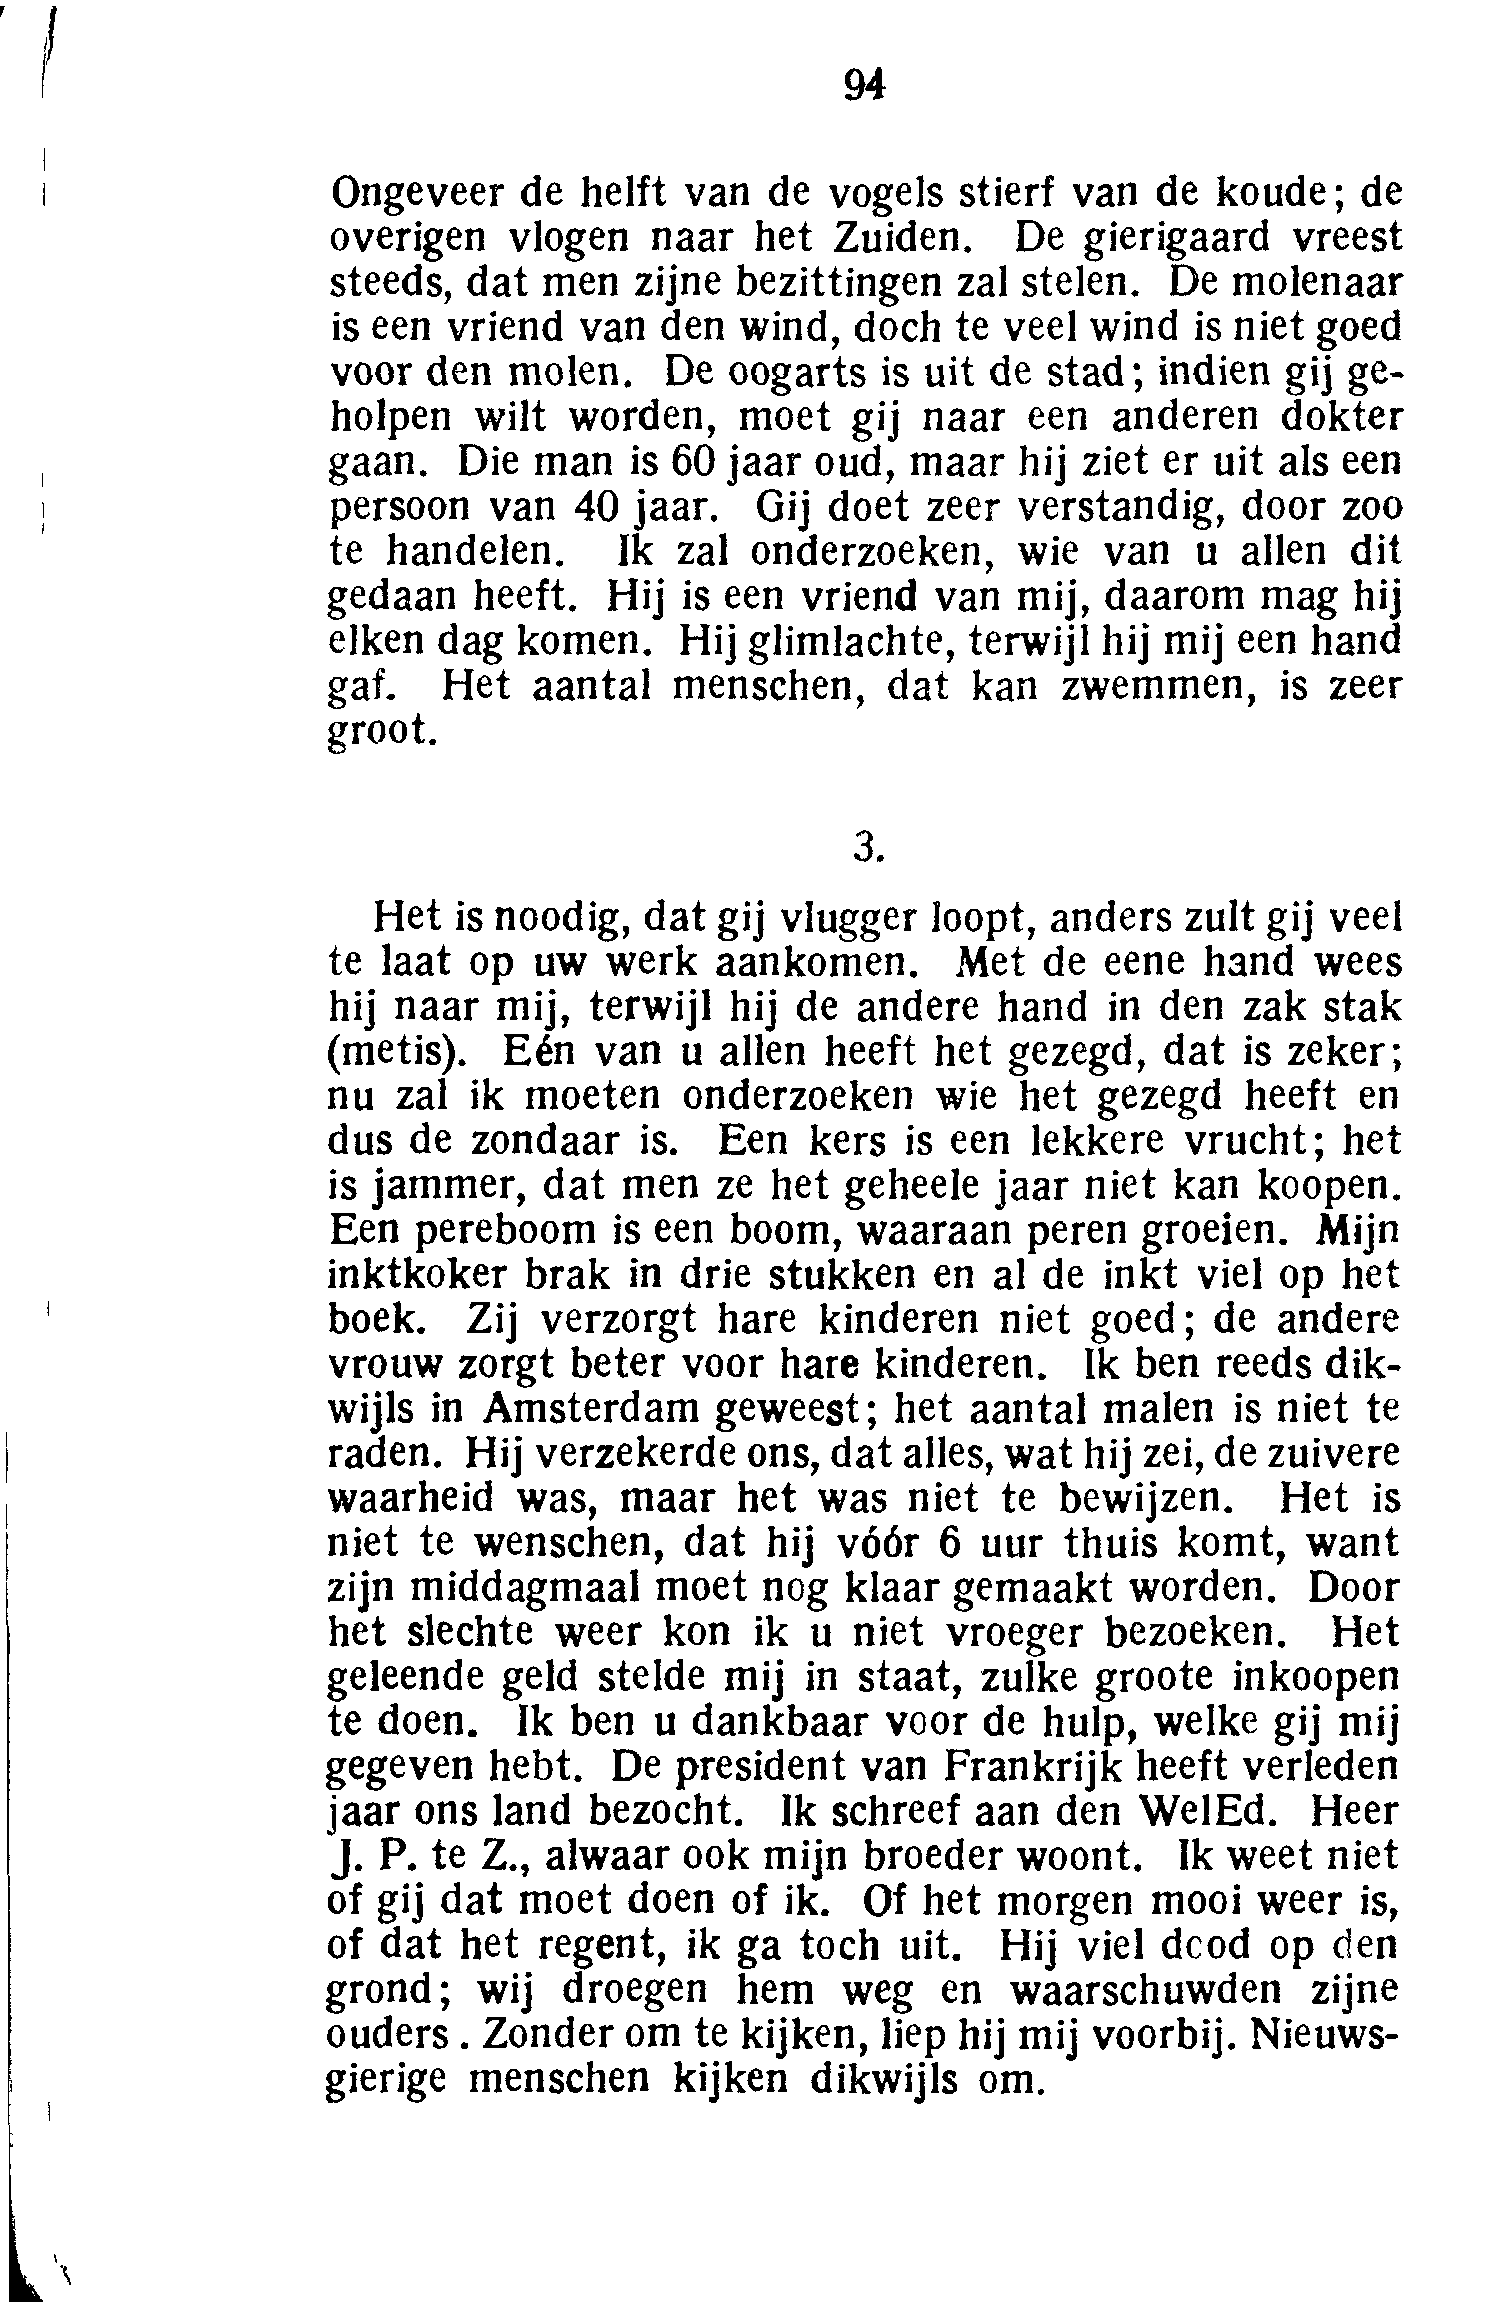 94
Ongeveer de helft van de vogels stierf van de koude; de
overigen vlogen naar het Zuiden. De gierigaard vreest
steeds, dat men zijne bezittingen zal stelen. De molenaar
is een vriend van den wind, doch te veel wind is niet goed
voor den molen. De oogarts is uit de stad; indien gij ge-
holpen wilt worden, moet gij naar een anderen dokter
gaan. Die man is 60 jaar oud, maar hij ziet er uit als een
persoon van 40 jaar. Gij doet zeer verstandig, door zoo
te handelen. Ik zal onderzoeken, wie van u allen dit
gedaan heeft. Hij is een vriend van mij, daarom mag hij
elken dag komen. Hij glimlachte, terwijl hij mij een hand
gaf. Het aantal menschen, dat kan zwemmen, is zeer
groot.
3.
Het is noodig, dat gij vlugger loopt, anders zult gij veel
te laat op uw werk aankomen. Met de eene hand wees
hij naar mij, terwijl hij de andere hand in den zak stak
(metis). Eén van u allen heeft het gezegd, dat is zeker;
nu zal ik moeten onderzoeken wie het gezegd heeft en
dus de zondaar is. Een kers is een lekkere vrucht; het
is jammer, dat men ze het geheele jaar niet kan koopen.
Een pereboom is een boom, waaraan peren groeien. Mijn
inktkoker brak in drie stukken en al de inkt viel op het
boek. Zij verzorgt hare kinderen niet goed; de andere
vrouw zorgt beter voor hare kinderen. Ik ben reeds dik-
wijls in Amsterdam geweest; het aantal malen is niet te
raden. Hij verzekerde ons, dat alles, wat hij zei, de zuivere
waarheid was, maar het was niet te bewijzen. Het is
niet te wenschen, dat hij vóór 6 uur thuis komt, want
zijn middagmaal moet nog klaar gemaakt worden. Door
het slechte weer kon ik u niet vroeger bezoeken. Het
geleende geld stelde mij in staat, zulke groote inkoopen
te doen. Ik ben u dankbaar voor de hulp, welke gij mij
gegeven hebt. De president van Frankrijk heeft verleden
jaar ons land bezocht. Ik schreef aan den WelEd. Heer
J. P. te Z., alwaar ook mijn broeder woont. Ik weet niet
of gij dat moet doen of ik. Of het morgen mooi weer is,
of dat het regent, ik ga toch uit. Hij viel dood op den
grond; wij droegen hem weg en waarschuwden zijne
ouders. Zonder om te kijken, liep hij mij voorbij. Nieuws-
gierige menschen kijken dikwijls om.